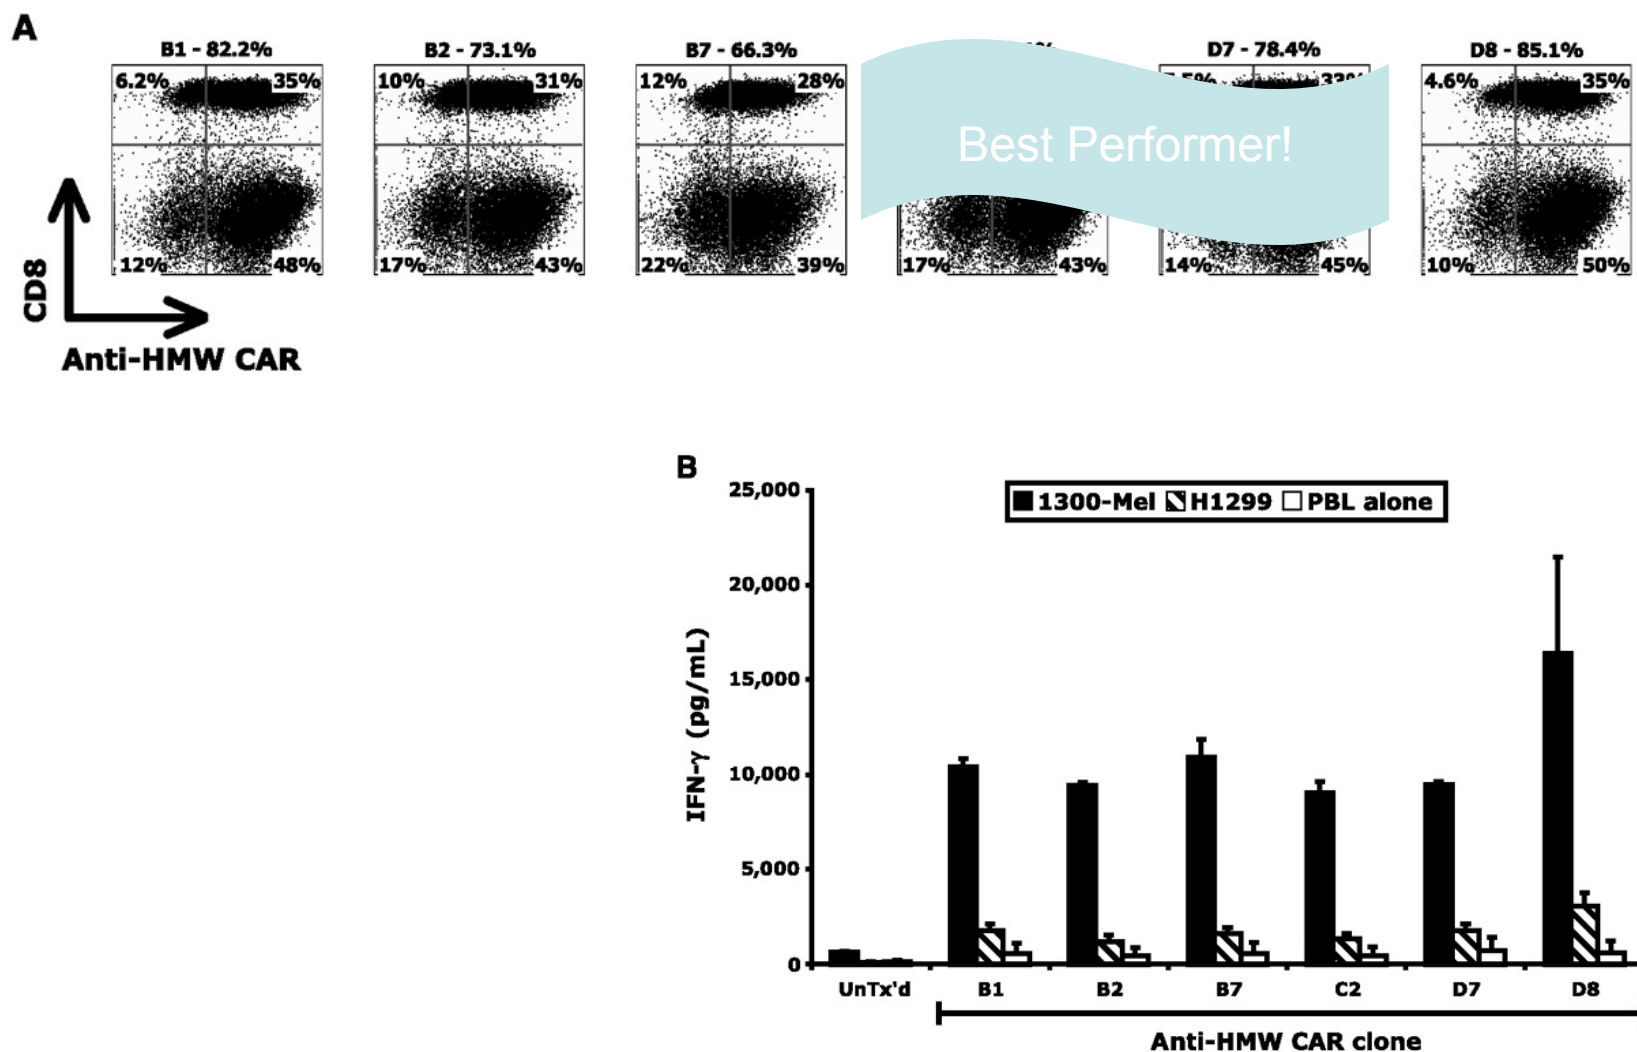 A
B1 - 82.2%
B2 - 73.1%
B7 - 66.3%
D7 - 78.4%
D8 - 85.1%
6.2%
35%
10%
31%
12%
28%
4.6%
35%
Best Performer!
12%
48%
17%
43%
22%
39%
17%
43%
14%
45%
10%
50%
CD8
Anti-HMW CAR
B
25,000
1300-Mel H1299 PBL alone
20,000
15,000
10,000
5,000
0
IFN-γ (pg/mL)
UnTx'd B1 B2 B7 C2 D7 D8
Anti-HMW CAR clone